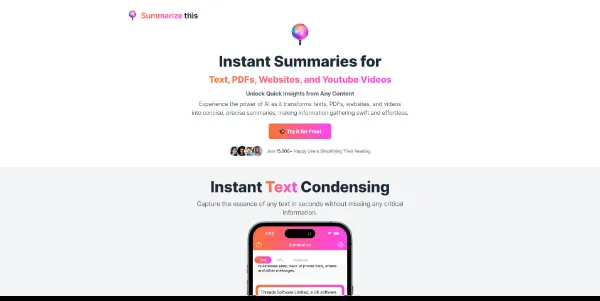 Summarize this
Instant Summaries for
Text, PDFs, Websites, and Youtube Videos
Unlock Quick Insights from Any Content
Experience the power of AI as it transforms texts, PDFs, websites, and videos
into concise, precise summaries, making information gathering swift and effortless.
Try it for Free!
Join 15,000+ Happy Users Simplifying Their Reading
Instant Text Condensing
Capture the essence of any text in seconds without missing any critical
information.
Summarize
Text
and other messages.
Threads Software Limited, a UK software